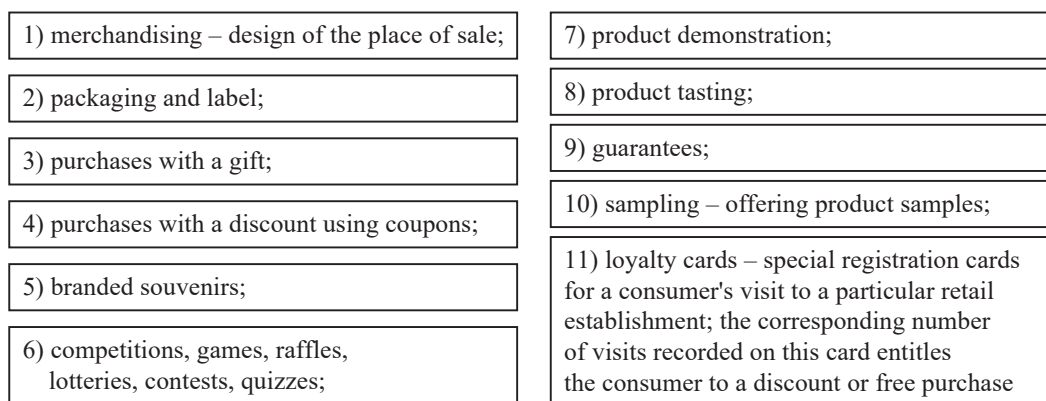 1) merchandising – design of the place of sale;
2) packaging and label;
3) purchases with a gift;
4) purchases with a discount using coupons;
5) branded souvenirs;
6) competitions, games, raffles,
lotteries, contests, quizzes;
7) product demonstration;
8) product tasting;
9) guarantees;
10) sampling – offering product samples;
11) loyalty cards – special registration cards
for a consumer's visit to a particular retail
establishment; the corresponding number
of visits recorded on this card entitles
the consumer to a discount or free purchase